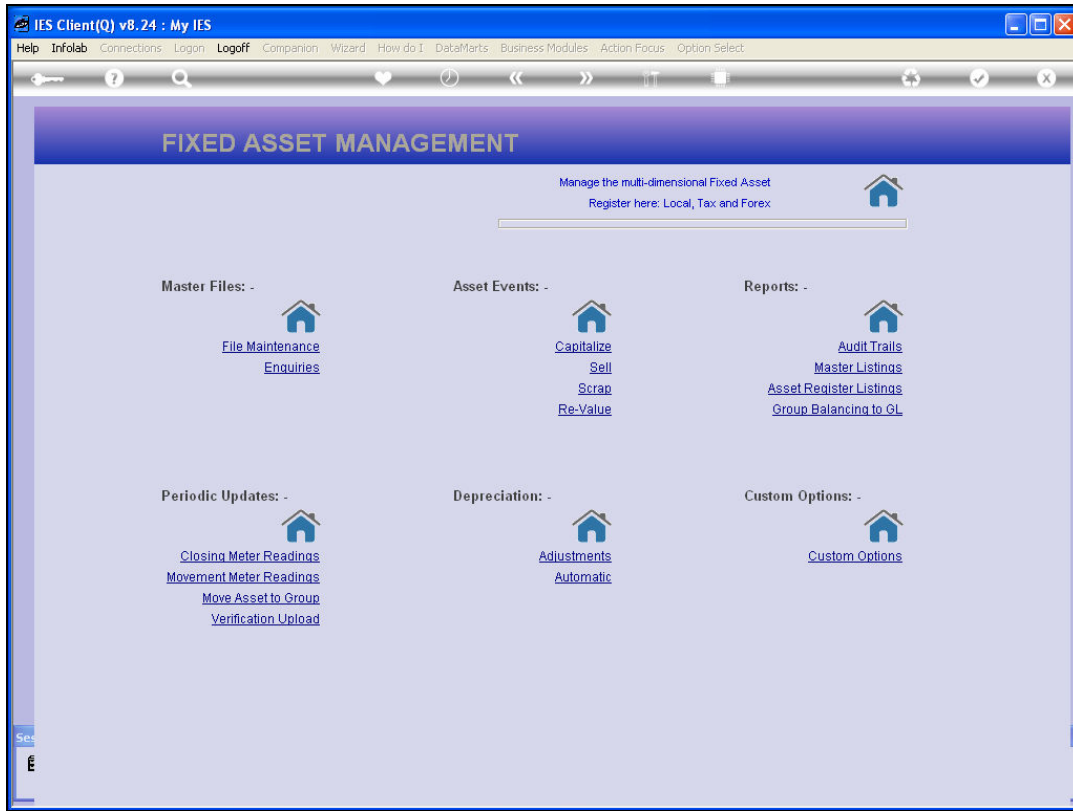 IES Client(Q) v8.24 : My IES
Help Infolab Connections Logon Logoff Companion Wizard How do I DataMarts Business Modules Action Focus Option Select
FIXED ASSET MANAGEMENT
Manage the multi-dimensional Fixed Asset
Register here: Local, Tax and Forex
Master Files: -
File Maintenance
Enquiries
Asset Events: -
Capitalize
Sell
Scrap
Re-Value
Reports: -
Audit Trails
Master Listings
Asset Register Listings
Group Balancing to GL
Periodic Updates: -
Closing Meter Readings
Movement Meter Readings
Move Asset to Group
Verification Upload
Depreciation: -
Adjustments
Automatic
Custom Options: -
Custom Options